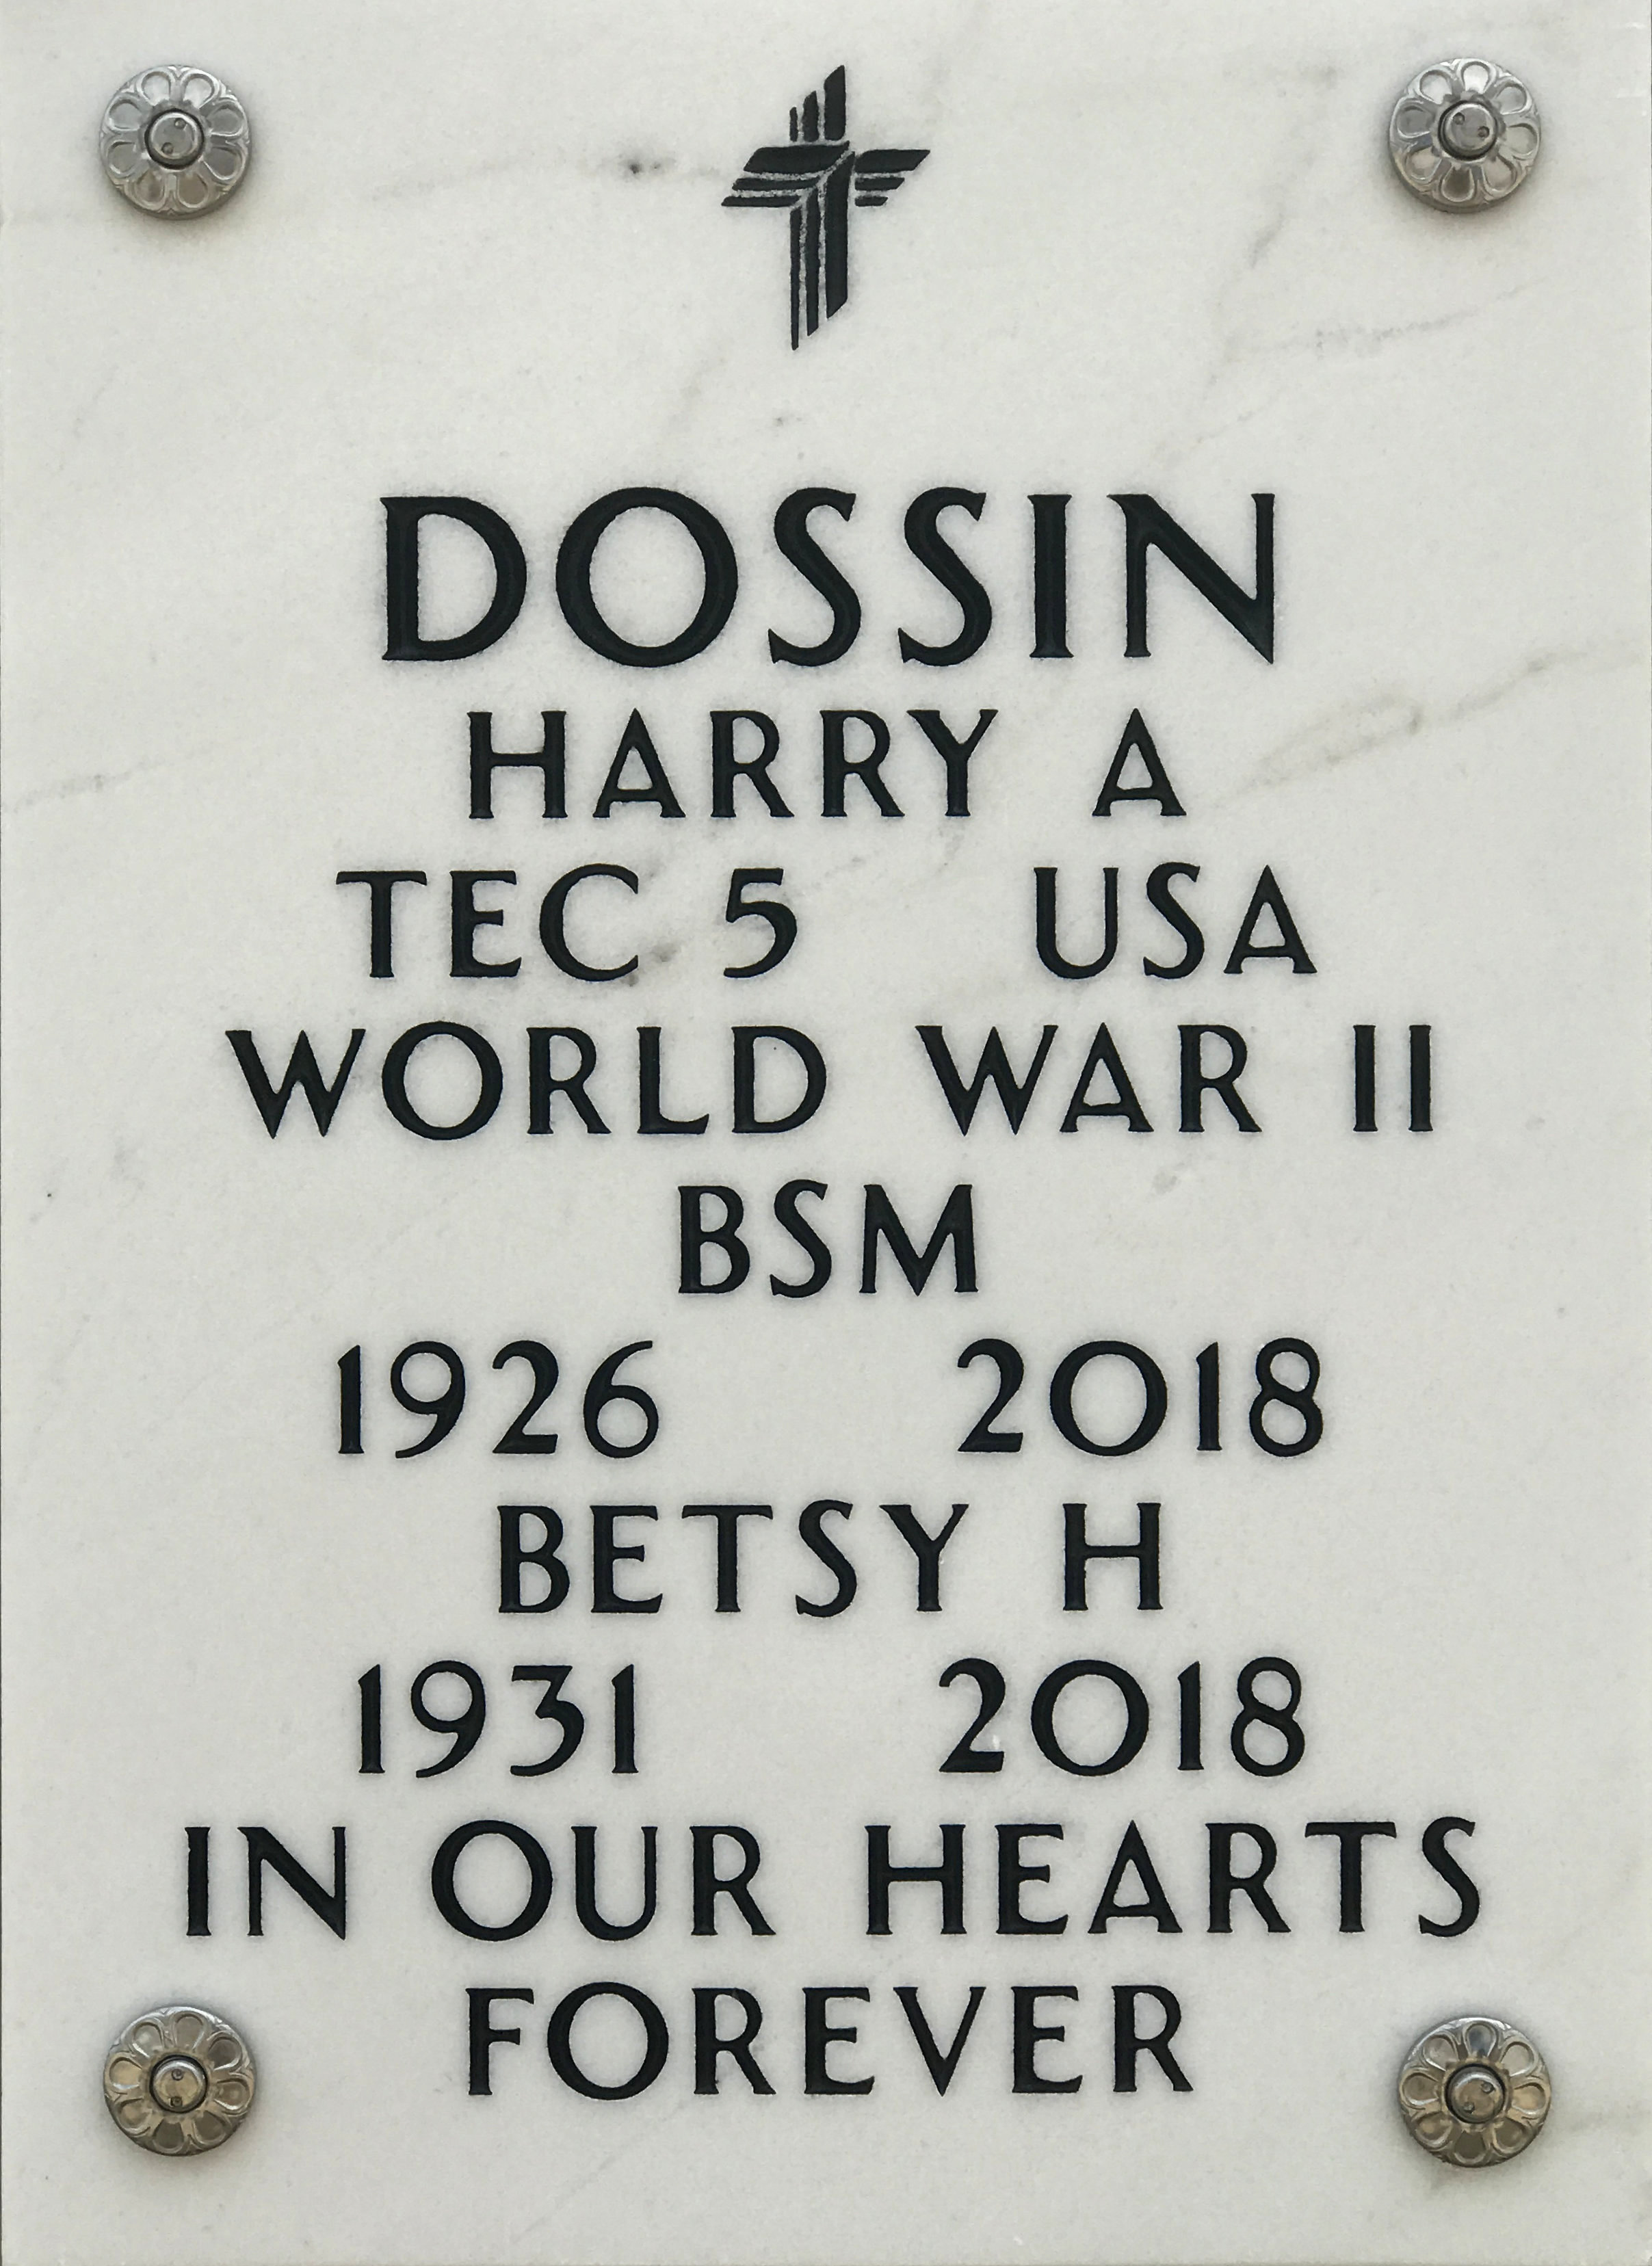 DOSSIN
HARRY A
TEC 5 USA
WORLD WAR II
BSM
1926 2018
BETSY H
1931 2018
IN OUR HEARTS
FOREVER